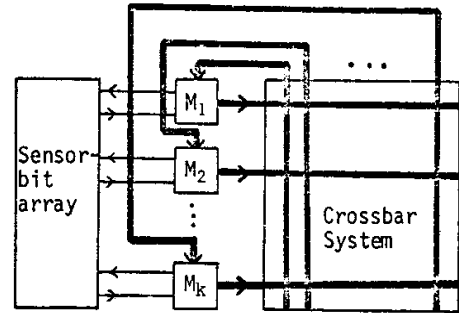 ...
M1
Sensor
bit
array
M2
⋮
Crossbar
System
Mk